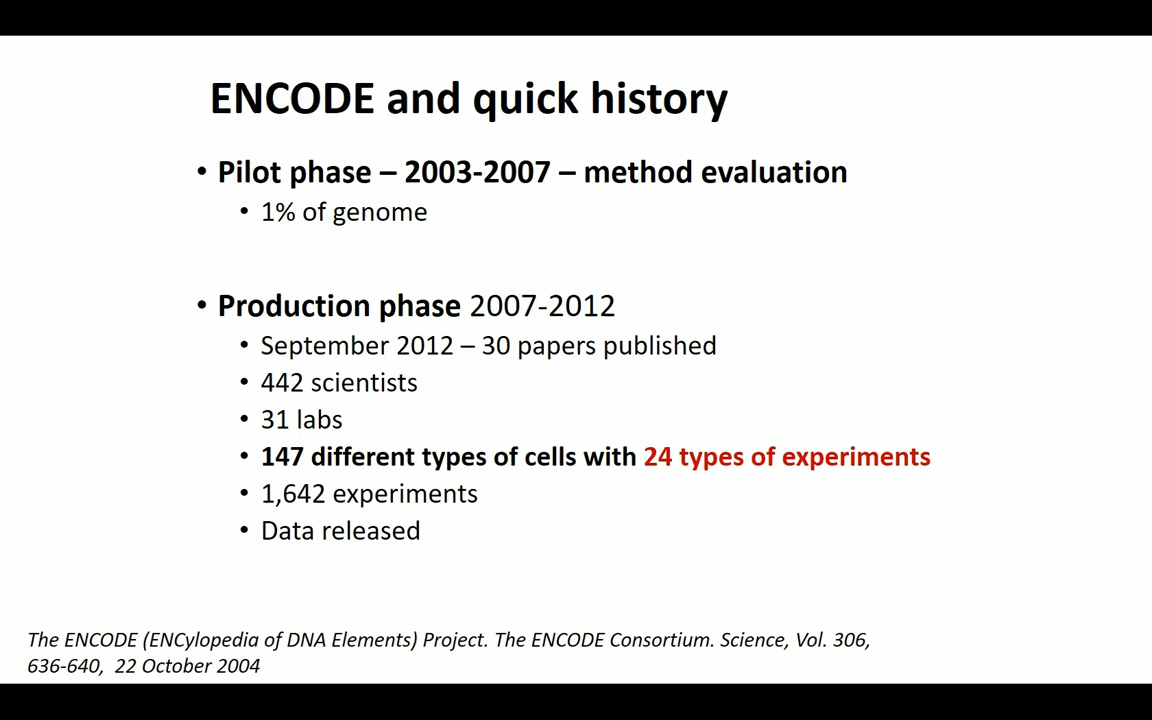 ENCODE and quick history
• Pilot phase – 2003-2007 – method evaluation
• 1% of genome
• Production phase 2007-2012
• September 2012 – 30 papers published
• 442 scientists
• 31 labs
• 147 different types of cells with 24 types of experiments
• 1,642 experiments
• Data released
The ENCODE (ENCylopedia of DNA Elements) Project. The ENCODE Consortium. Science, Vol. 306,
636-640, 22 October 2004